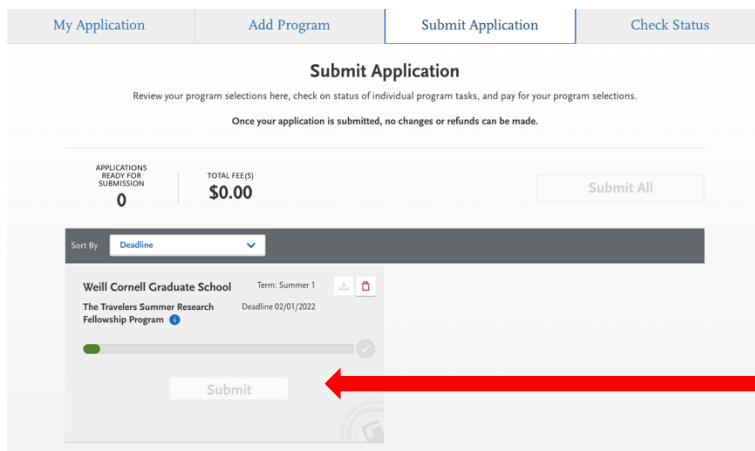 My Application
Add Program
Submit Application
Check Status
Submit Application
Review your program selections here, check on status of individual program tasks, and pay for your program selections.
Once your application is submitted, no changes or refunds can be made.
APPLICATIONS
READY FOR
SUBMISSION
0
TOTAL FEE(S)
$0.00
Submit All
Sort By
Deadline
Weill Cornell Graduate School
Term: Summer 1
The Travelers Summer Research
Fellowship Program
Deadline 02/01/2022
Submit